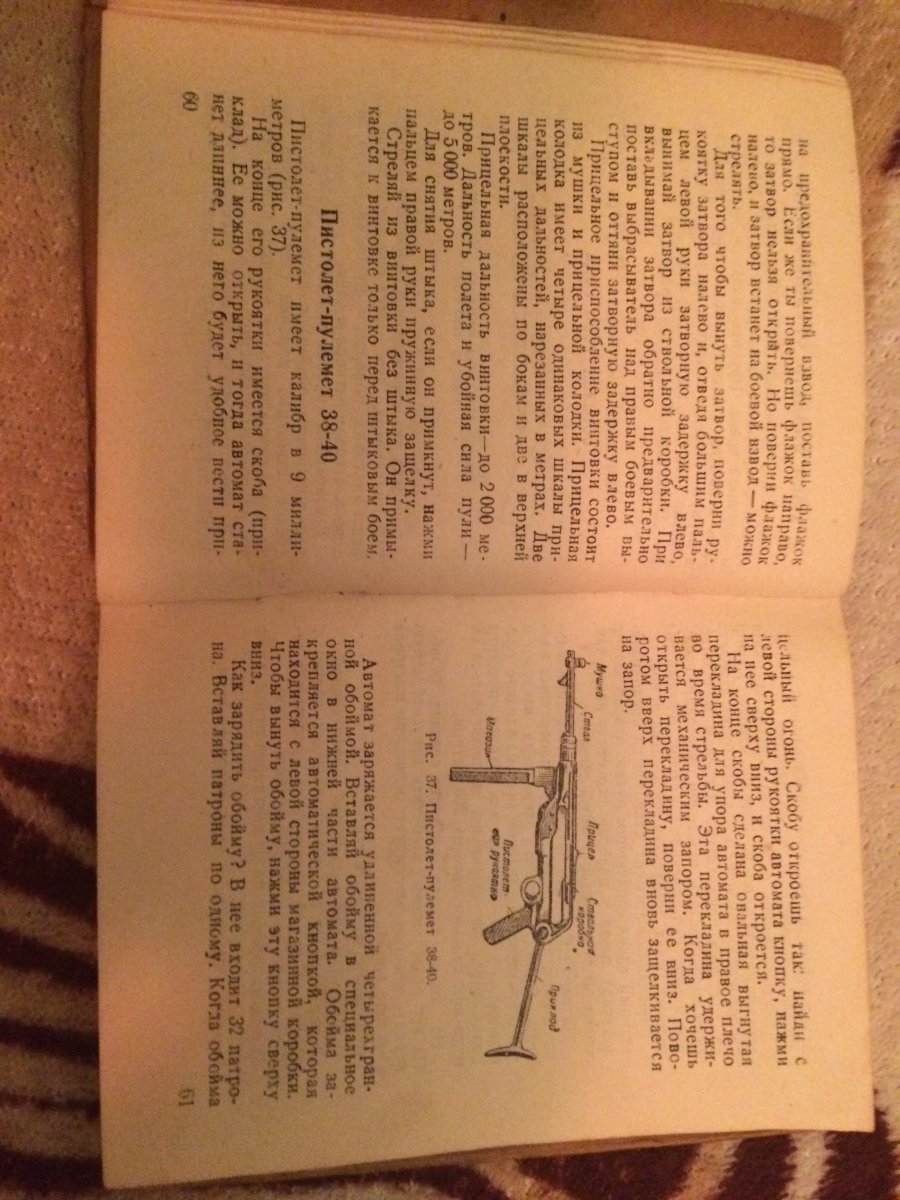 на предохранительный взвод, поставь флажок
прямо. Если же ты повернешь флажок направо,
то затвор нельзя открыть. Но поверни флажок
налево, и затвор встанет на боевой взвод — можно
стрелять.
Для того чтобы вынуть затвор, поверни ру-
коятку затвора налево и, отведя большим паль-
цем левой руки затворную задержку влево,
вынимай затвор из ствольной коробки. При
вкладывании затвора обратно предварительно
поставь выбрасыватель над правым боевым вы-
ступом и оттяни затворную задержку влево.
Прицельное приспособление винтовки состоит
из мушки и прицельной колодки. Прицельная
колодка имеет четыре одинаковых шкалы при-
цельных дальностей, нарезанных в метрах. Две
шкалы расположены по бокам и две в верхней
плоскости.
Прицельная дальность винтовки — до 2 000 ме-
тров. Дальность полета и убойная сила пули —
до 5 000 метров.
Для снятия штыка, если он примкнут, нажми
пальцем правой руки пружинную защелку.
Стреляй из винтовки без штыка. Он примы-
кается к винтовке только перед штыковым боем.
Пистолет-пулемет 38-40
Пистолет-пулемет имеет калибр в 9 милли-
метров (рис. 37).
На конце его рукоятки имеется скоба (при-
клад). Ее можно открыть, и тогда автомат ста-
нет длиннее, из него будет удобнее вести при-
60
цельный огонь. Скобу откроешь так: найди с
левой стороны рукоятки автомата кнопку, нажми
на нее сверху вниз, и скоба откроется.
На конце скобы сделана овальная выгнутая
перекладина для упора автомата в правое плечо
во время стрельбы. Эта перекладина удержи-
вается механическим запором. Когда хочешь
открыть перекладину, поверни ее вниз. Пово-
ротом вверх перекладина вновь защелкивается
на запор.
Мушка
Ствол
Прицел
Ствольная
коробка
Приклад
Магазин
Пистолет
ная рукоятка
Рис. 37. Пистолет-пулемет 38-40.
Автомат заряжается удлиненной четырехгран-
ной обоймой. Вставляй обойму в специальное
окно в нижней части автомата. Обойма за-
крепляется автоматической кнопкой, которая
находится с левой стороны магазинной коробки.
Чтобы вынуть обойму, нажми эту кнопку сверху
вниз.
Как зарядить обойму? В нее входит 32 патро-
на. Вставляй патроны по одному. Когда обойма
61